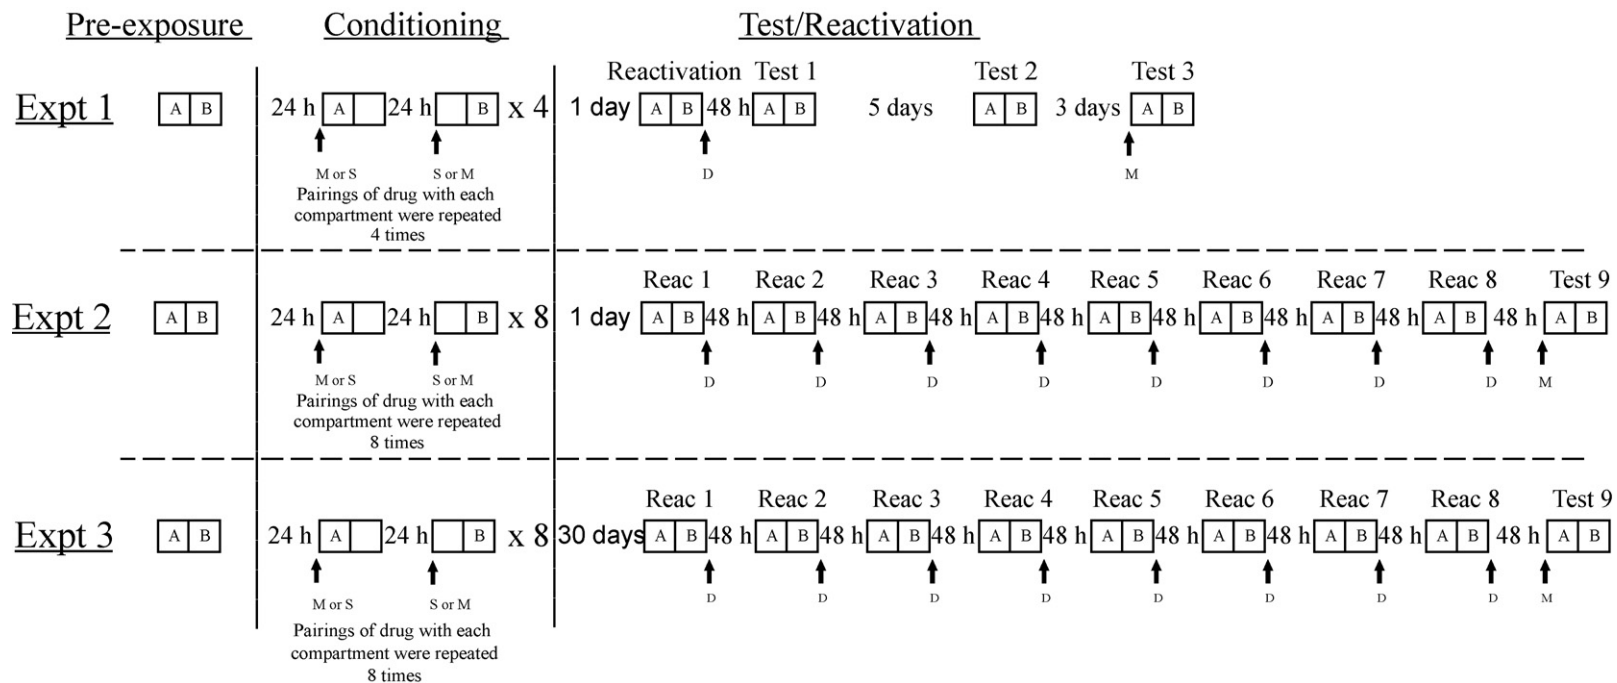 Pre-exposure Conditioning Test/Reactivation
Reactivation Test 1 Test 2 Test 3
Expt 1 A B 24 h A 24 h B x 4 1 day A B 48 h A B 5 days A B 3 days A B
M or S S or M D M
Pairings of drug with each
compartment were repeated
4 times
Reac 1 Reac 2 Reac 3 Reac 4 Reac 5 Reac 6 Reac 7 Reac 8 Test 9
Expt 2 A B 24 h A 24 h B x 8 1 day A B 48 h A B 48 h A B 48 h A B 48 h A B 48 h A B 48 h A B 48 h A B 48 h A B
M or S S or M D D D D D D D D M
Pairings of drug with each
compartment were repeated
8 times
Reac 1 Reac 2 Reac 3 Reac 4 Reac 5 Reac 6 Reac 7 Reac 8 Test 9
Expt 3 A B 24 h A 24 h B x 8 30 days A B 48 h A B 48 h A B 48 h A B 48 h A B 48 h A B 48 h A B 48 h A B 48 h A B
M or S S or M D D D D D D D D M
Pairings of drug with each
compartment were repeated
8 times